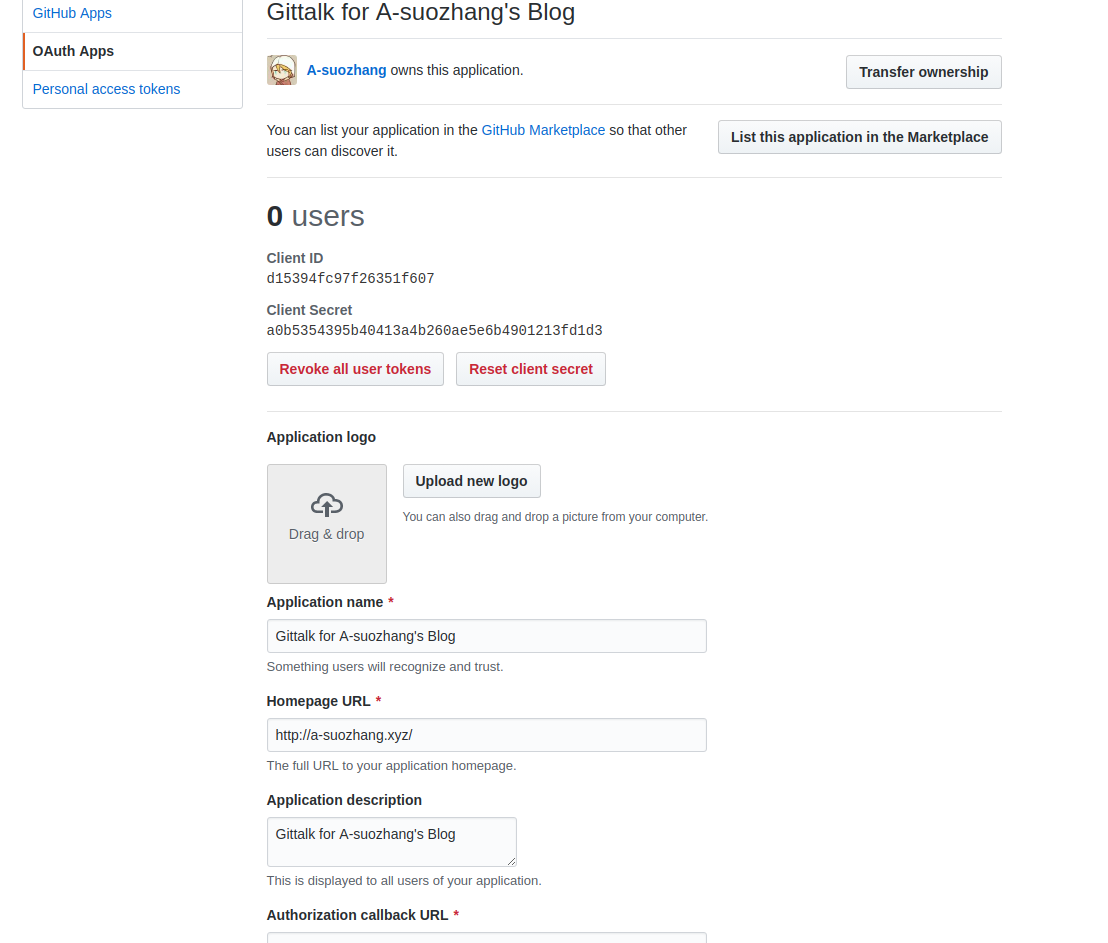 GitHub Apps
OAuth Apps
Personal access tokens
Gittalk for A-suozhang's Blog
A-suozhang owns this application.
Transfer ownership
You can list your application in the GitHub Marketplace so that other
users can discover it.
List this application in the Marketplace
0 users
Client ID
d15394fc97f26351f607
Client Secret
a0b5354395b40413a4b260ae5e6b4901213fd1d3
Revoke all user tokens
Reset client secret
Application logo
Drag & drop
Upload new logo
You can also drag and drop a picture from your computer.
Application name *
Gittalk for A-suozhang's Blog
Something users will recognize and trust.
Homepage URL *
http://a-suozhang.xyz/
The full URL to your application homepage.
Application description
Gittalk for A-suozhang's Blog
This is displayed to all users of your application.
Authorization callback URL *